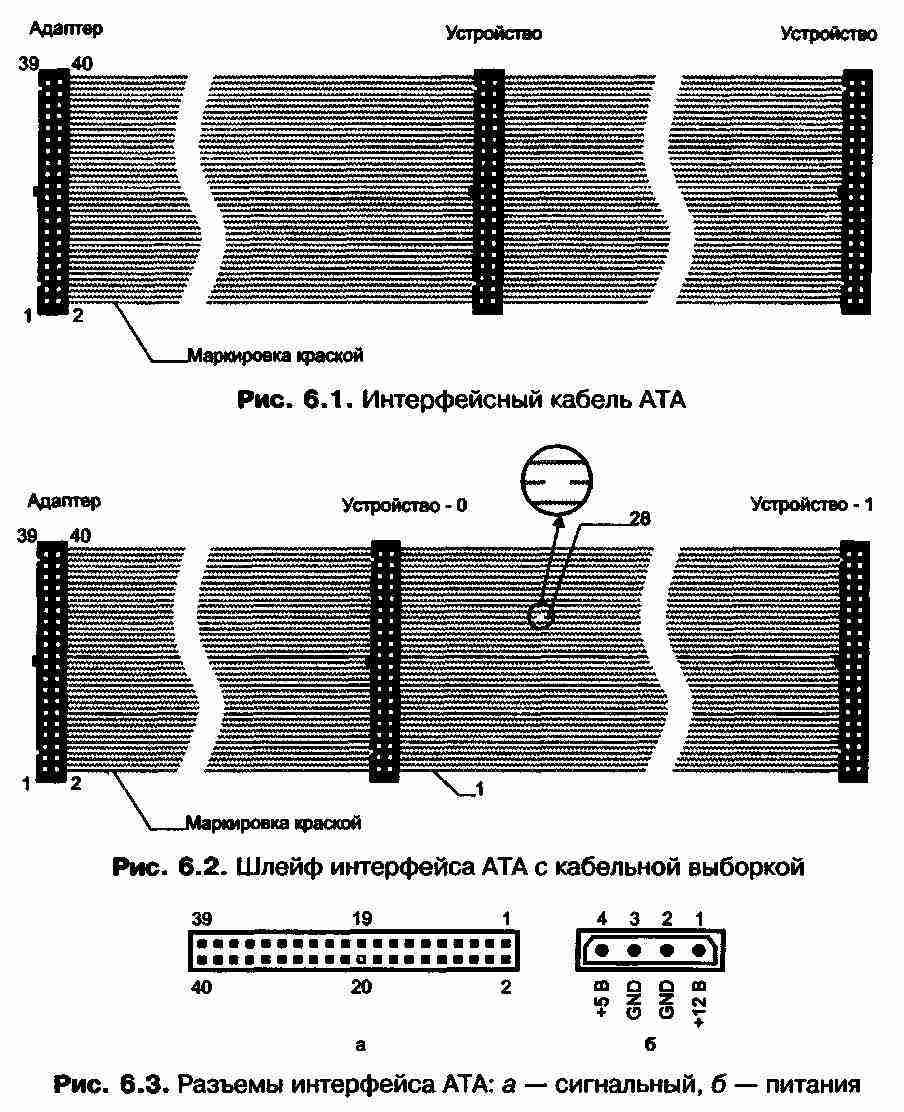 Адаптер Устройство Устройство
39 40
1 2
Маркировка краской
Рис. 6.1. Интерфейсный кабель АТА
Адаптер Устройство - 0 28 Устройство - 1
39 40
1 2 1
Маркировка краской
Рис. 6.2. Шлейф интерфейса АТА с кабельной выборкой
39 19 1 4 3 2 1
40 20 2 +5 В GND GND +12 В
а б
Рис. 6.3. Разъемы интерфейса АТА: а — сигнальный, б — питания